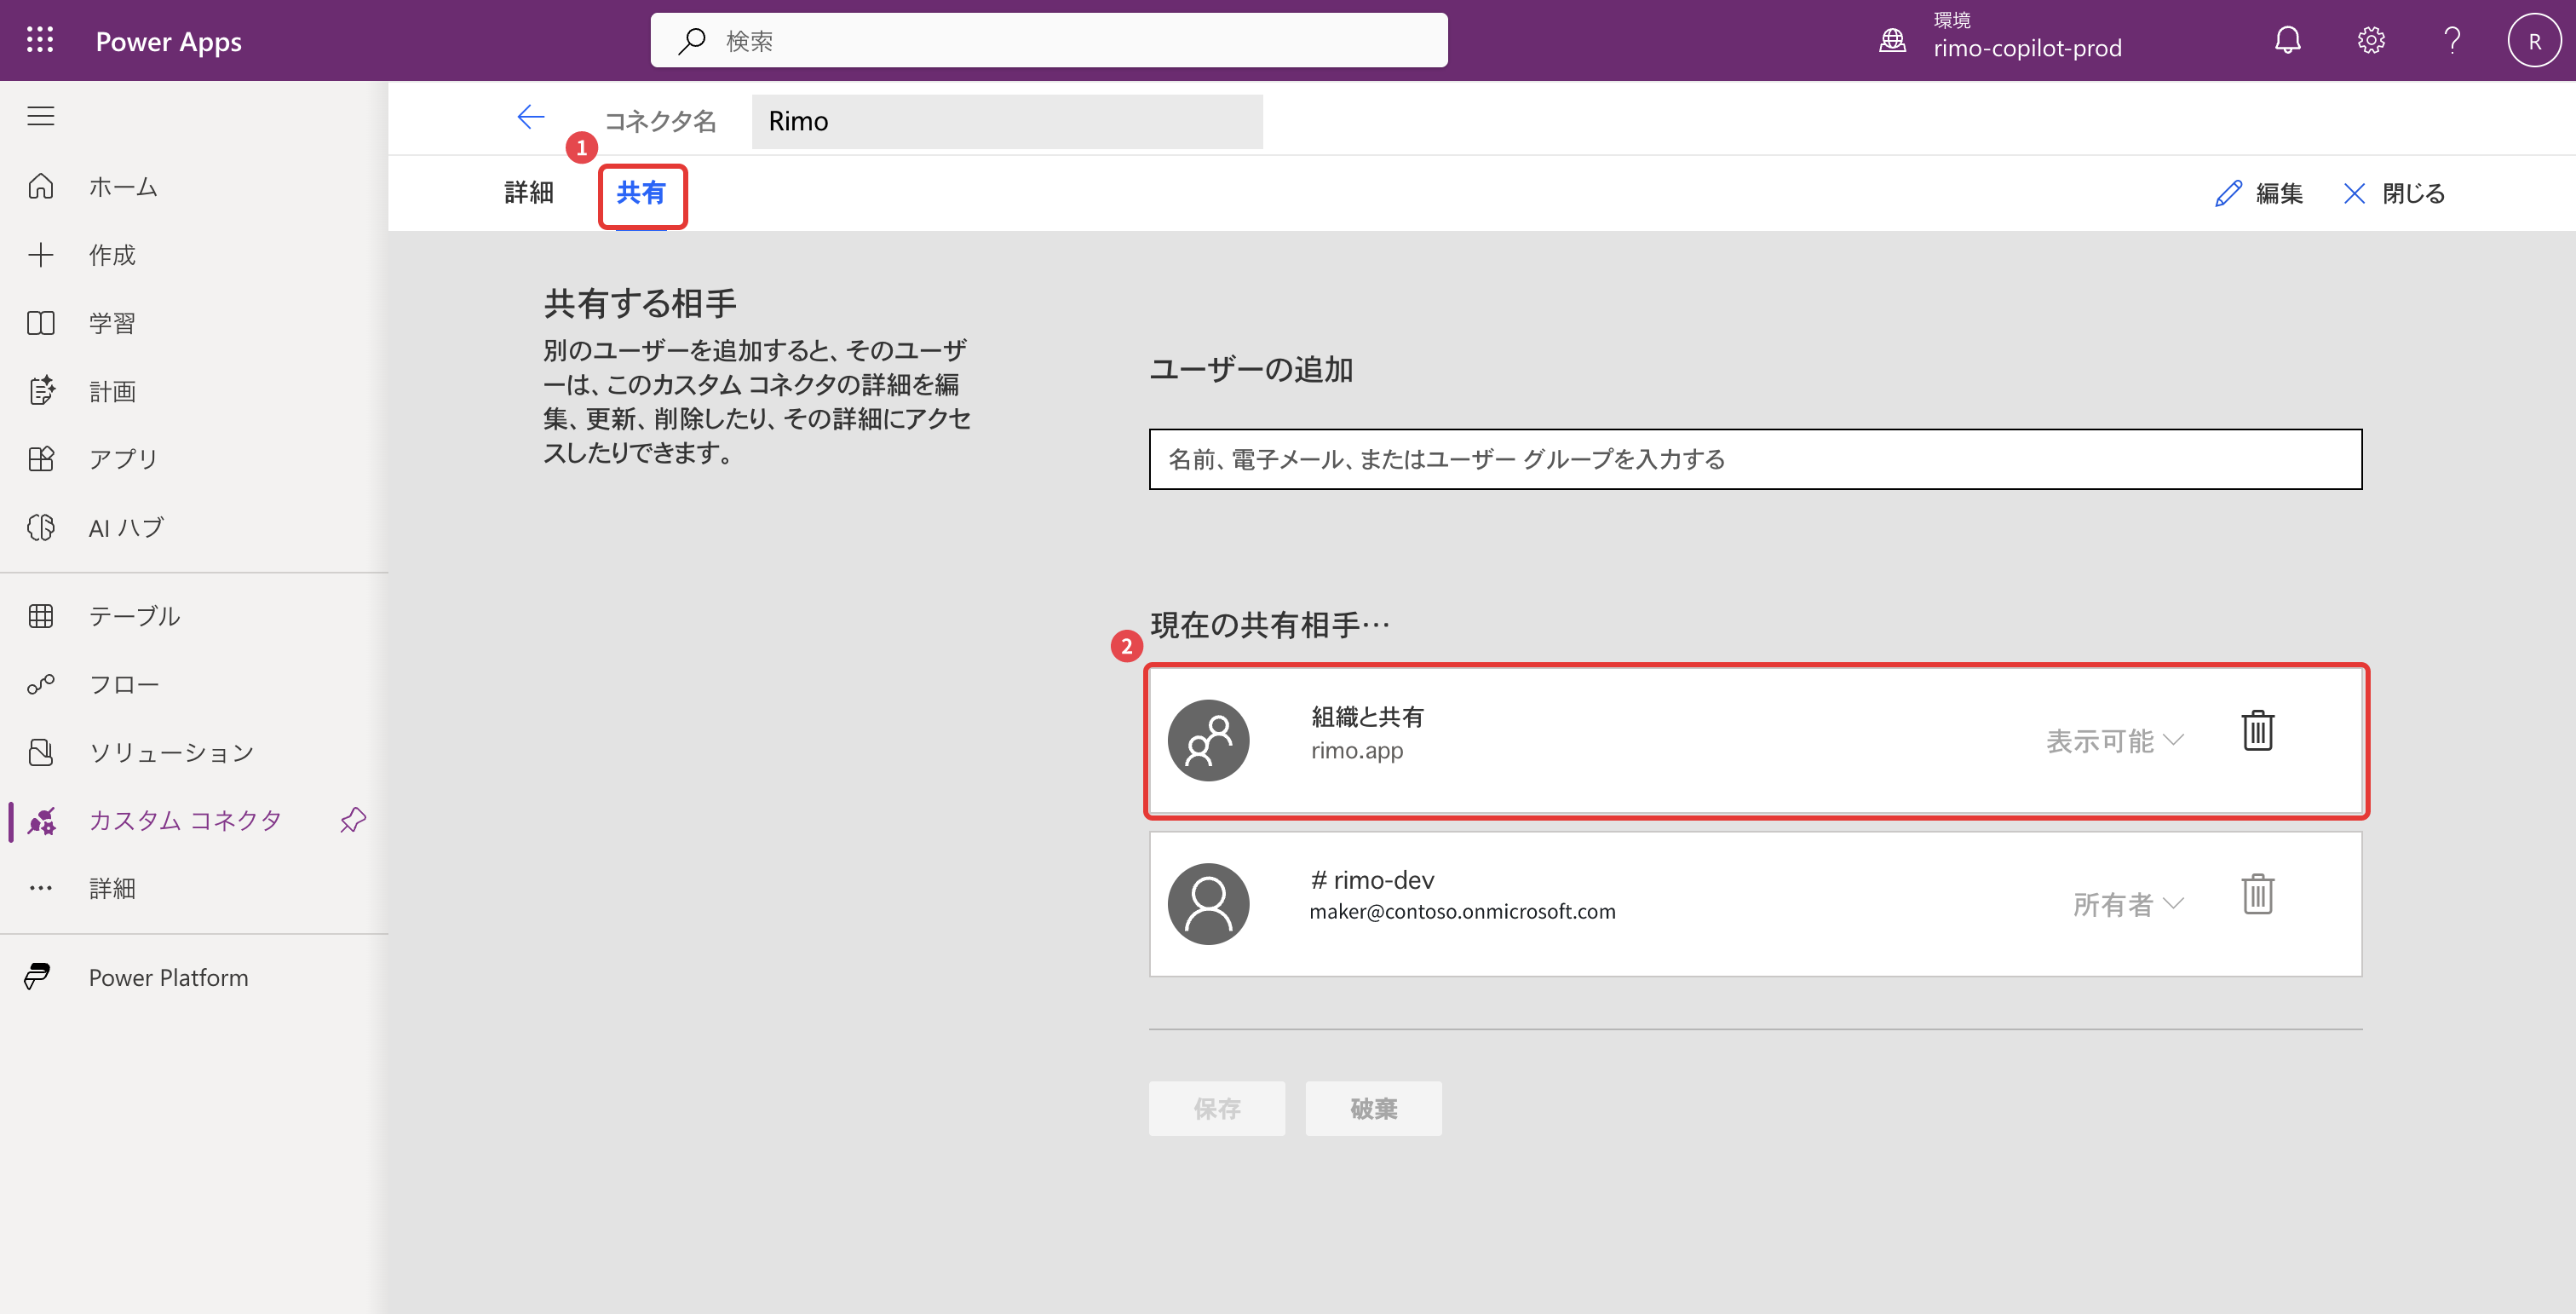 Power Apps
検索
環境
rimo-copilot-prod
R
コネクタ名
Rimo
1
詳細
共有
編集
閉じる
ホーム
作成
学習
計画
アプリ
AI ハブ
テーブル
フロー
ソリューション
カスタム コネクタ
詳細
Power Platform
共有する相手
別のユーザーを追加すると、そのユーザ
ーは、このカスタム コネクタの詳細を編
集、更新、削除したり、その詳細にアクセ
スしたりできます。
ユーザーの追加
名前、電子メール、またはユーザー グループを入力する
現在の共有相手…
2
組織と共有
rimo.app
表示可能
# rimo-dev
maker@contoso.onmicrosoft.com
所有者
保存
破棄